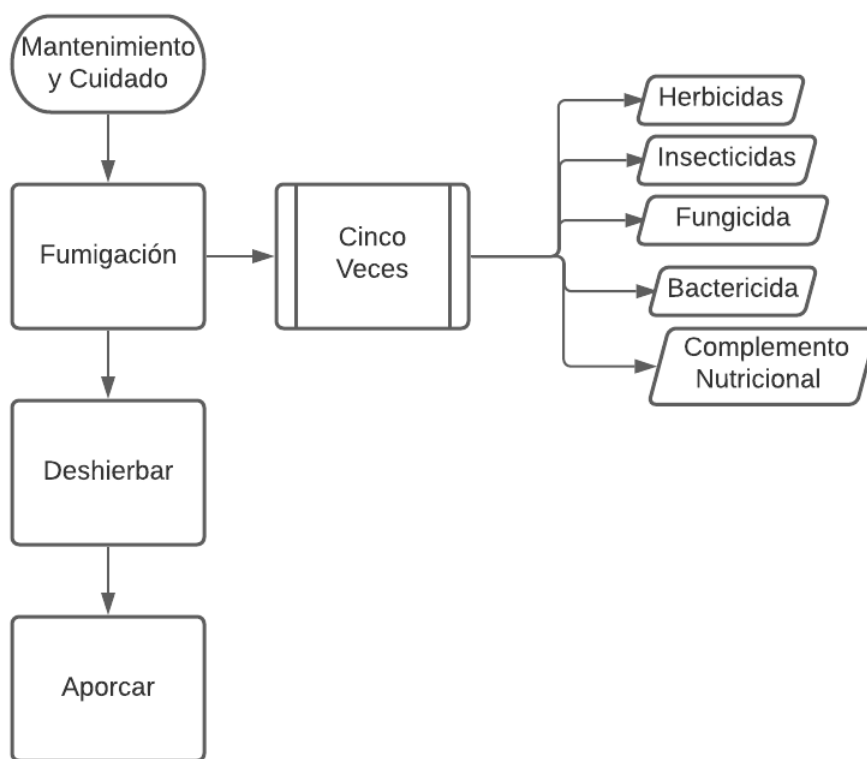 Mantenimiento
y Cuidado
Fumigación
Cinco
Veces
Herbicidas
Insecticidas
Fungicida
Bactericida
Complemento
Nutricional
Deshierbar
Aporcar